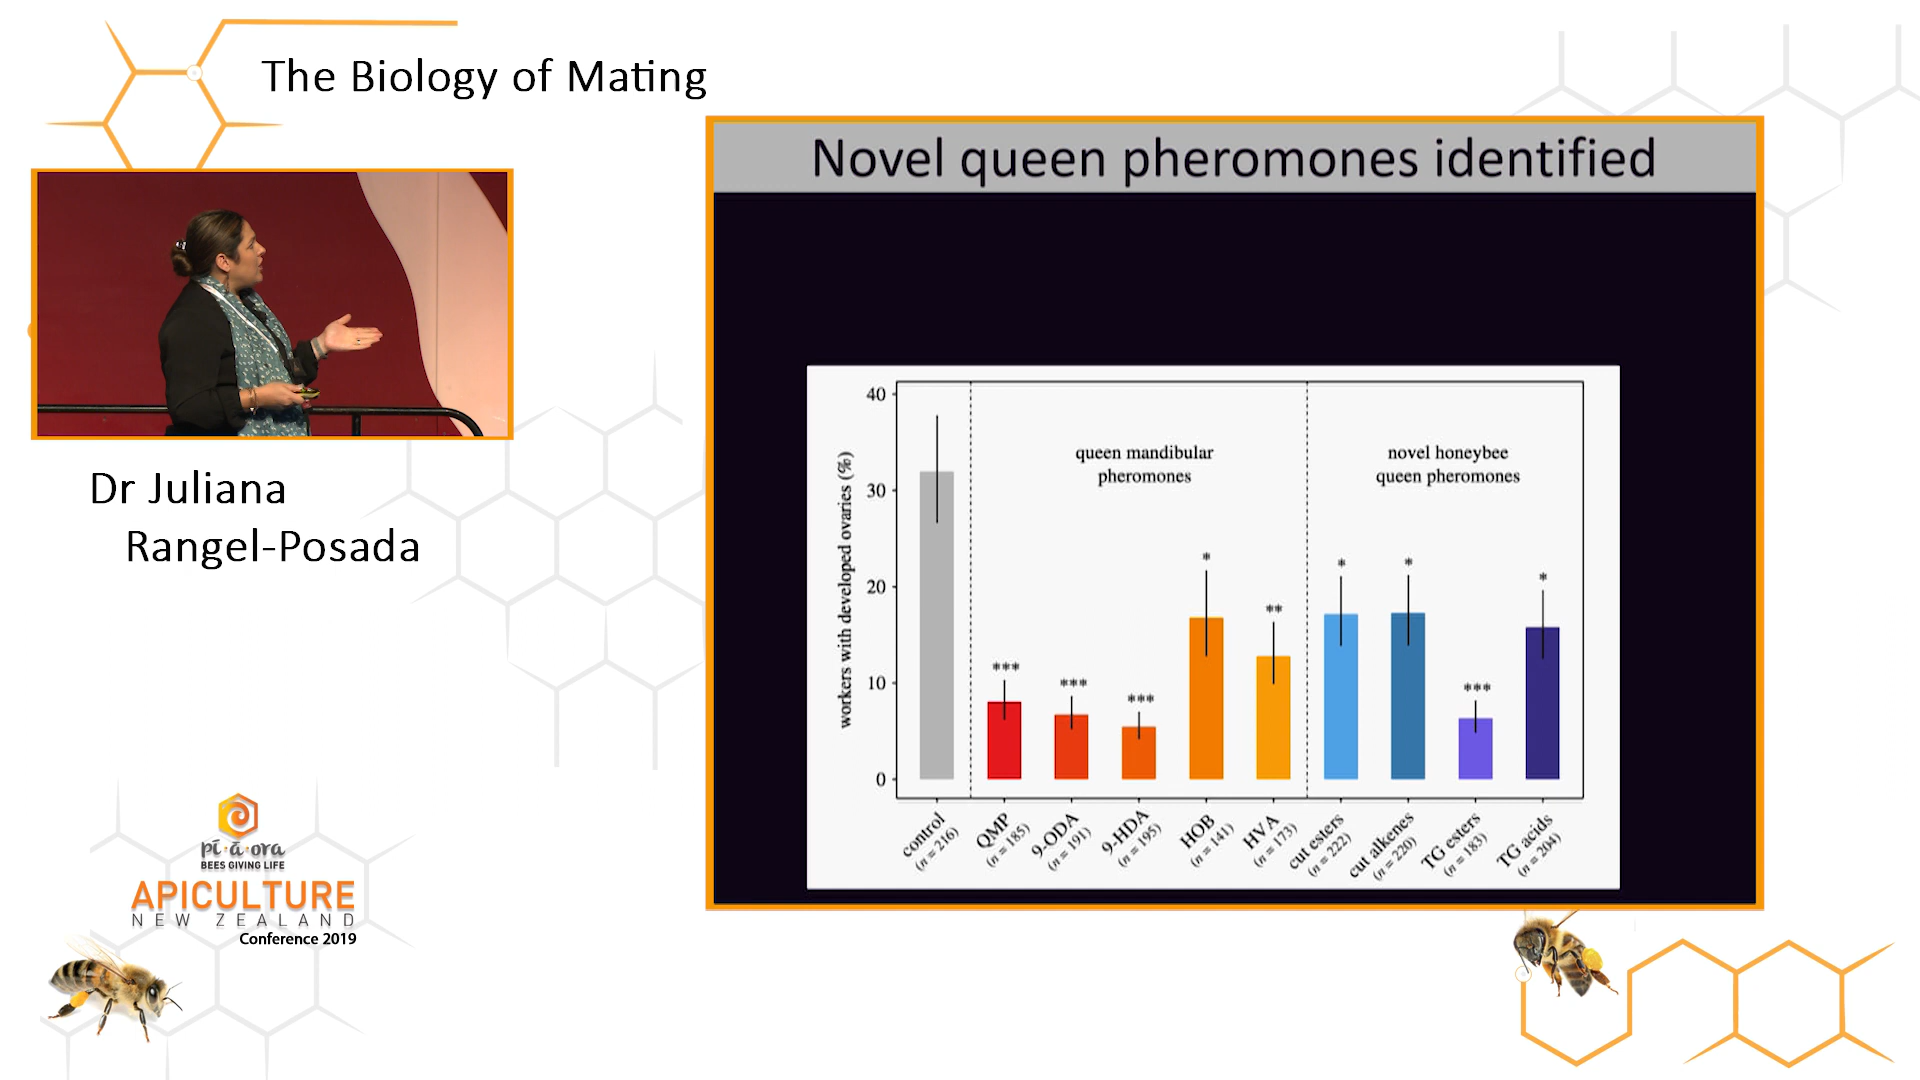 The Biology of Mating
Novel queen pheromones identified
Dr Juliana
Rangel-Posada
pī·ā·ora
BEES GIVING LIFE
APICULTURE
NEW ZEALAND
Conference 2019
workers with developed ovaries (%)
40
30
20
10
0
queen mandibular
pheromones
novel honeybee
queen pheromones
***
***
***
*
**
*
*
***
*
control
(n = 216)
QMP
(n = 185)
9-ODA
(n = 191)
9-HDA
(n = 195)
HOB
(n = 141)
HVA
(n = 173)
cut esters
(n = 222)
cut alkenes
(n = 220)
TG esters
(n = 183)
TG acids
(n = 204)